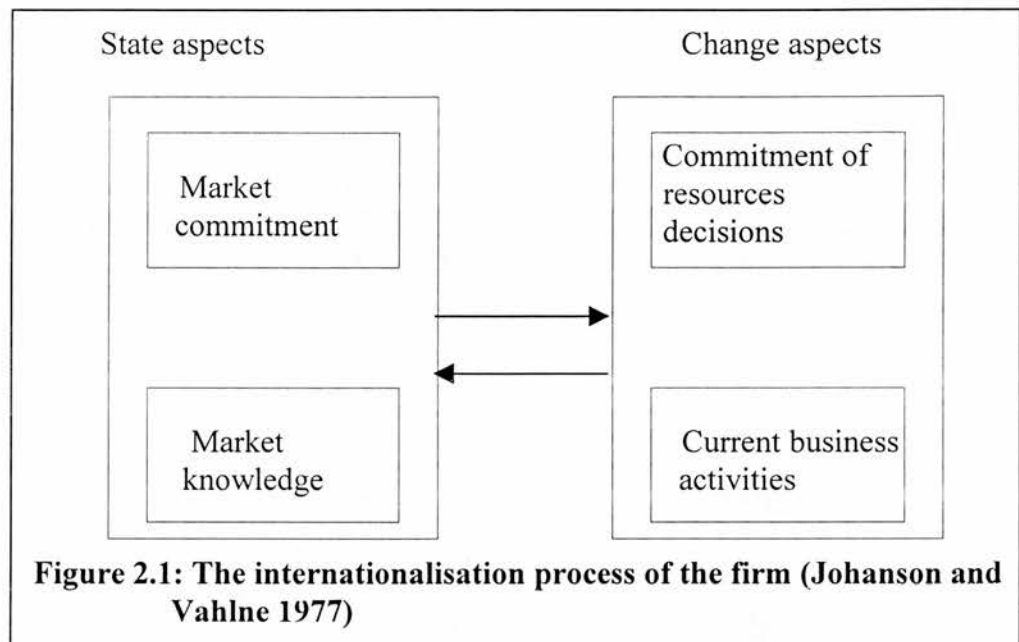 State aspects
Change aspects
Market
commitment
Commitment of
resources
decisions
Market
knowledge
Current business
activities
Figure 2.1: The internationalisation process of the firm (Johanson and
Vahlne 1977)